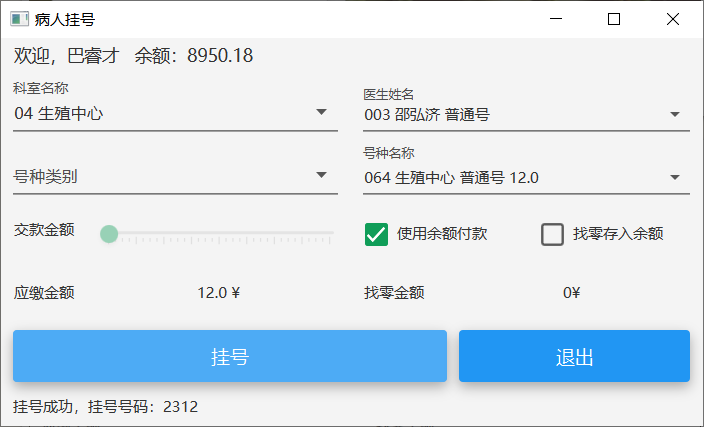 病人挂号
欢迎，巴睿才 余额：8950.18
科室名称
04 生殖中心
医生姓名
003 邵弘济 普通号
号种类别
号种名称
064 生殖中心 普通号 12.0
交款金额
使用余额付款
找零存入余额
应缴金额
12.0 ¥
找零金额
0¥
挂号
退出
挂号成功，挂号号码：2312